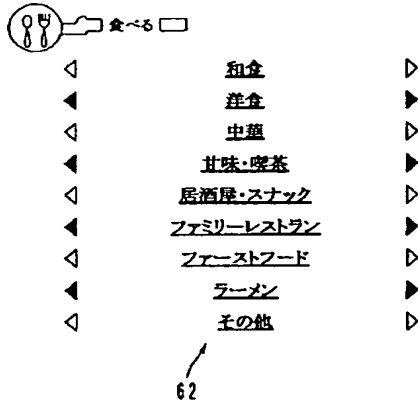 食べる
和食
洋食
中華
甘味・喫茶
居酒屋・スナック
ファミリーレストラン
ファーストフード
ラーメン
その他
62